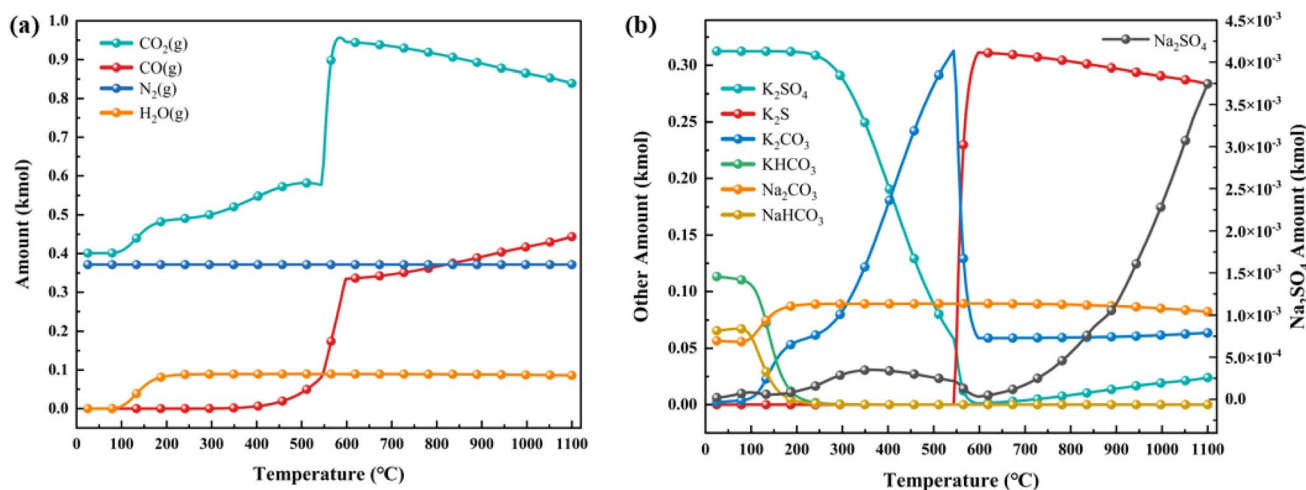 (a)
1.0
0.9
0.8
0.7
0.6
0.5
0.4
0.3
0.2
0.1
0.0
Amount (kmol)
CO₂(g)
CO(g)
N₂(g)
H₂O(g)
0 100 200 300 400 500 600 700 800 900 1000 1100
Temperature (°C)
(b)
0.30
0.25
0.20
0.15
0.10
0.05
0.00
Other Amount (kmol)
K₂SO₄
K₂S
K₂CO₃
KHCO₃
Na₂CO₃
NaHCO₃
Na₂SO₄
4.5×10⁻³
4.0×10⁻³
3.5×10⁻³
3.0×10⁻³
2.5×10⁻³
2.0×10⁻³
1.5×10⁻³
1.0×10⁻³
5.0×10⁻⁴
0.0
Na₂SO₄ Amount (kmol)
0 100 200 300 400 500 600 700 800 900 1000 1100
Temperature (°C)